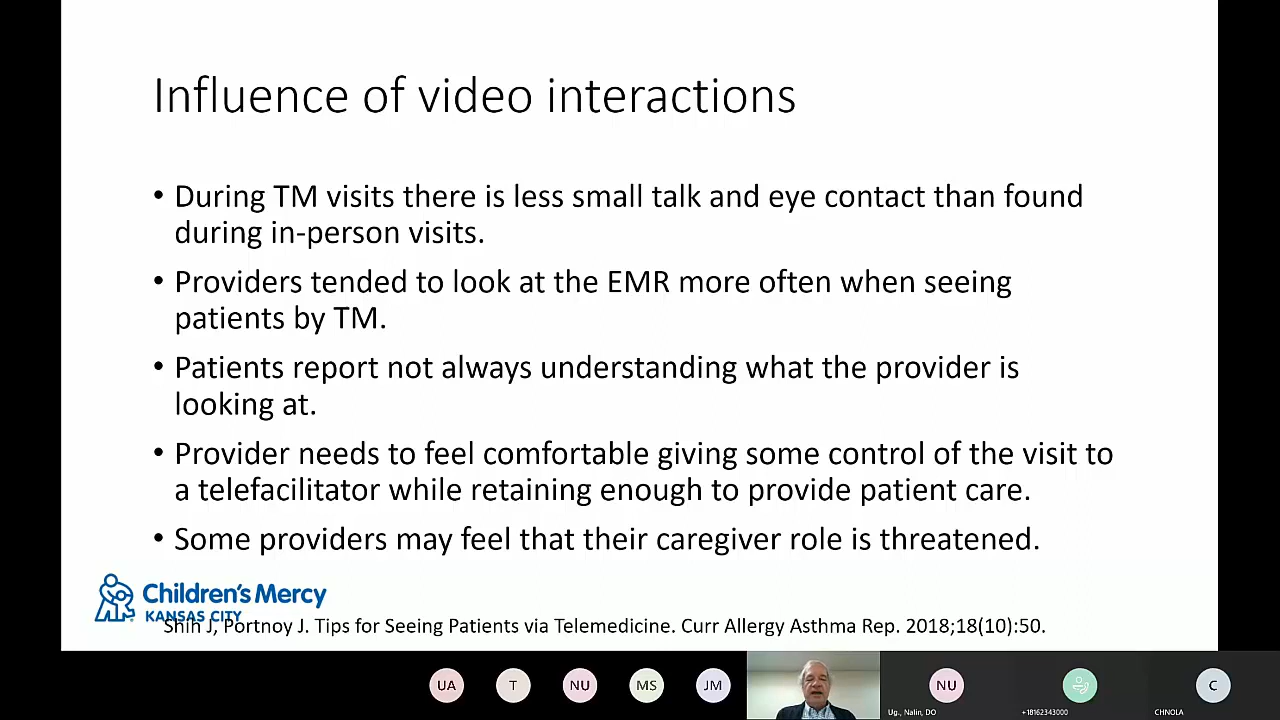 Influence of video interactions
• During TM visits there is less small talk and eye contact than found
during in-person visits.
• Providers tended to look at the EMR more often when seeing
patients by TM.
• Patients report not always understanding what the provider is
looking at.
• Provider needs to feel comfortable giving some control of the visit to
a telefacilitator while retaining enough to provide patient care.
• Some providers may feel that their caregiver role is threatened.
Children's Mercy
KANSAS CITY
Shih J, Portnoy J. Tips for Seeing Patients via Telemedicine. Curr Allergy Asthma Rep. 2018;18(10):50.
UA
T
NU
MS
JM
NU
C
Ug., Nalin, DO
+18162343000
CHNOLA